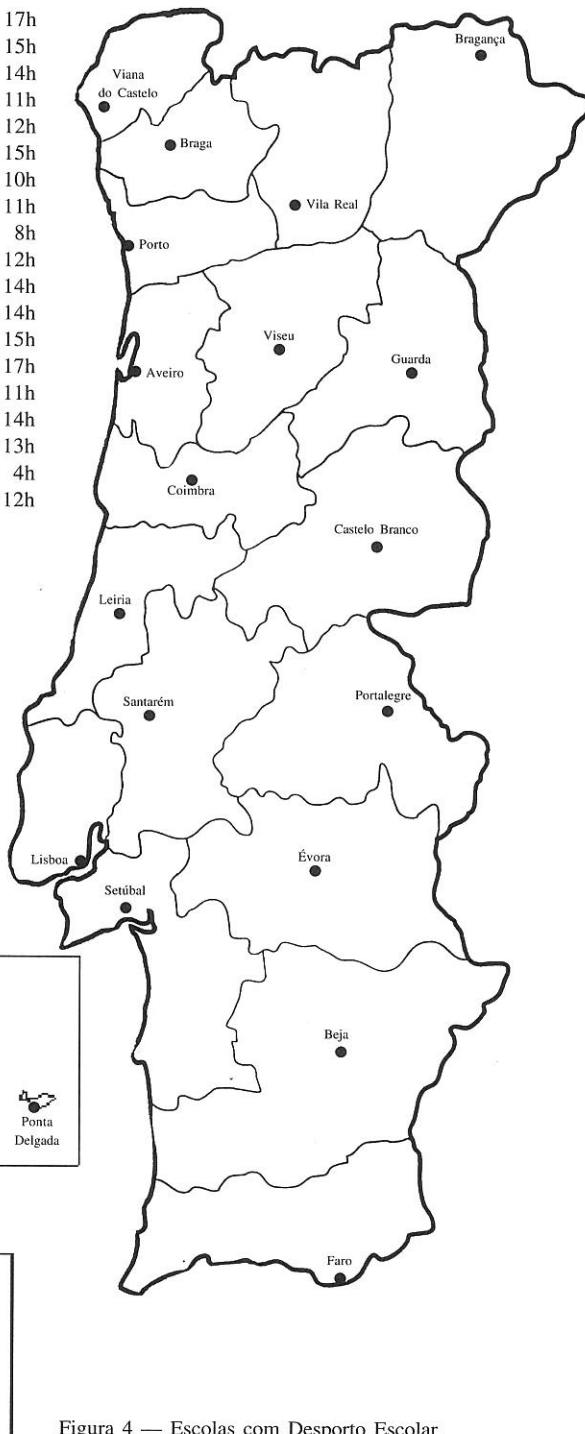 17h
15h
14h
11h
12h
15h
10h
11h
8h
12h
14h
14h
15h
17h
11h
14h
13h
4h
12h
Bragança
Viana
do Castelo
Braga
Vila Real
Porto
Viseu
Guarda
Aveiro
Coimbra
Castelo Branco
Leiria
Portalegre
Santarém
Lisboa
Évora
Setúbal
Beja
Ponta
Delgada
Faro
Figura 4 — Escolas com Desporto Escolar